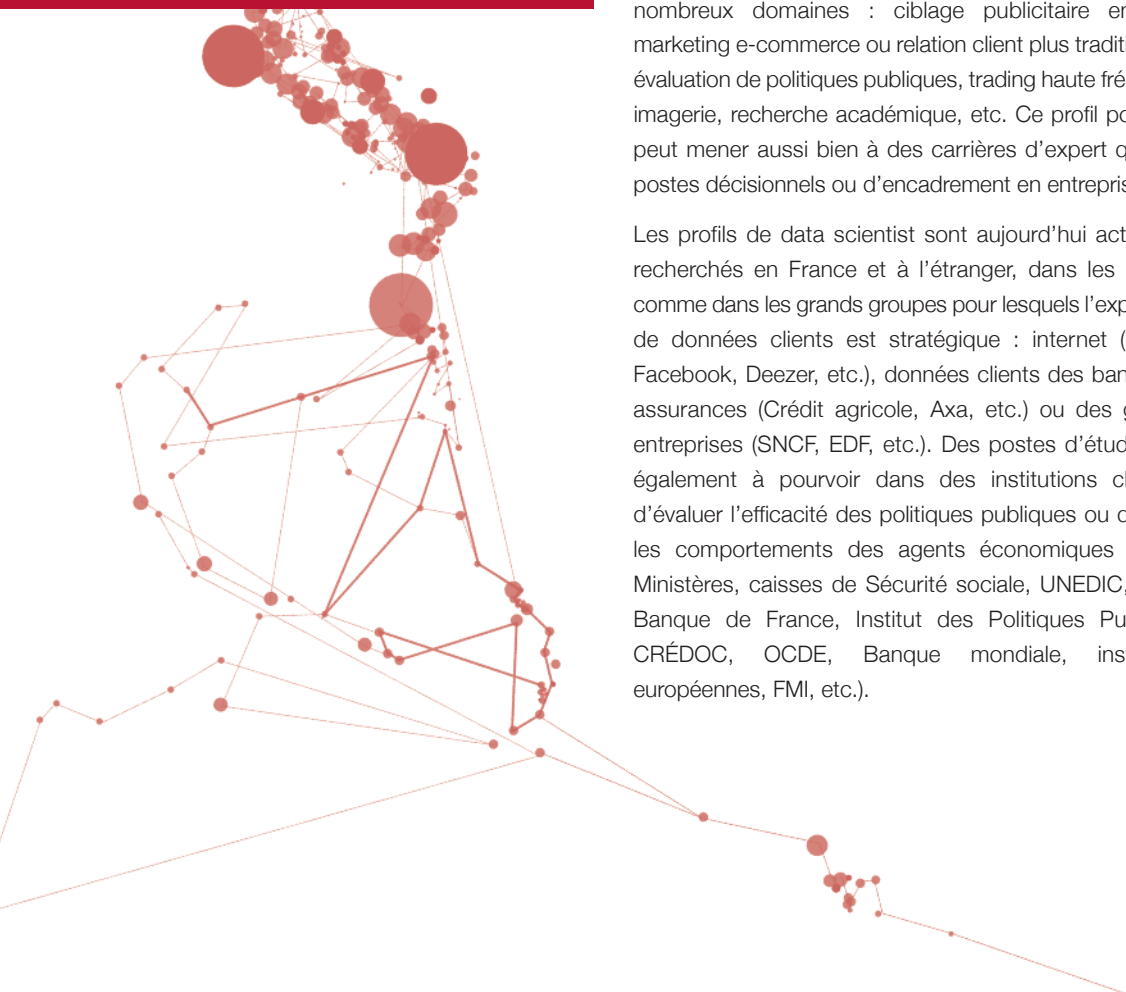 nombreux domaines : ciblage publicitaire en
marketing e-commerce ou relation client plus traditi
évaluation de politiques publiques, trading haute fré
imagerie, recherche académique, etc. Ce profil po
peut mener aussi bien à des carrières d'expert q
postes décisionnels ou d'encadrement en entrepris
Les profils de data scientist sont aujourd'hui act
recherchés en France et à l'étranger, dans les
comme dans les grands groupes pour lesquels l'exp
de données clients est stratégique : internet (
Facebook, Deezer, etc.), données clients des ban
assurances (Crédit agricole, Axa, etc.) ou des g
entreprises (SNCF, EDF, etc.). Des postes d'étud
également à pourvoir dans des institutions cl
d'évaluer l'efficacité des politiques publiques ou d
les comportements des agents économiques
Ministères, caisses de Sécurité sociale, UNEDIC,
Banque de France, Institut des Politiques Pu
CRÉDOC, OCDE, Banque mondiale, inst
européennes, FMI, etc.).